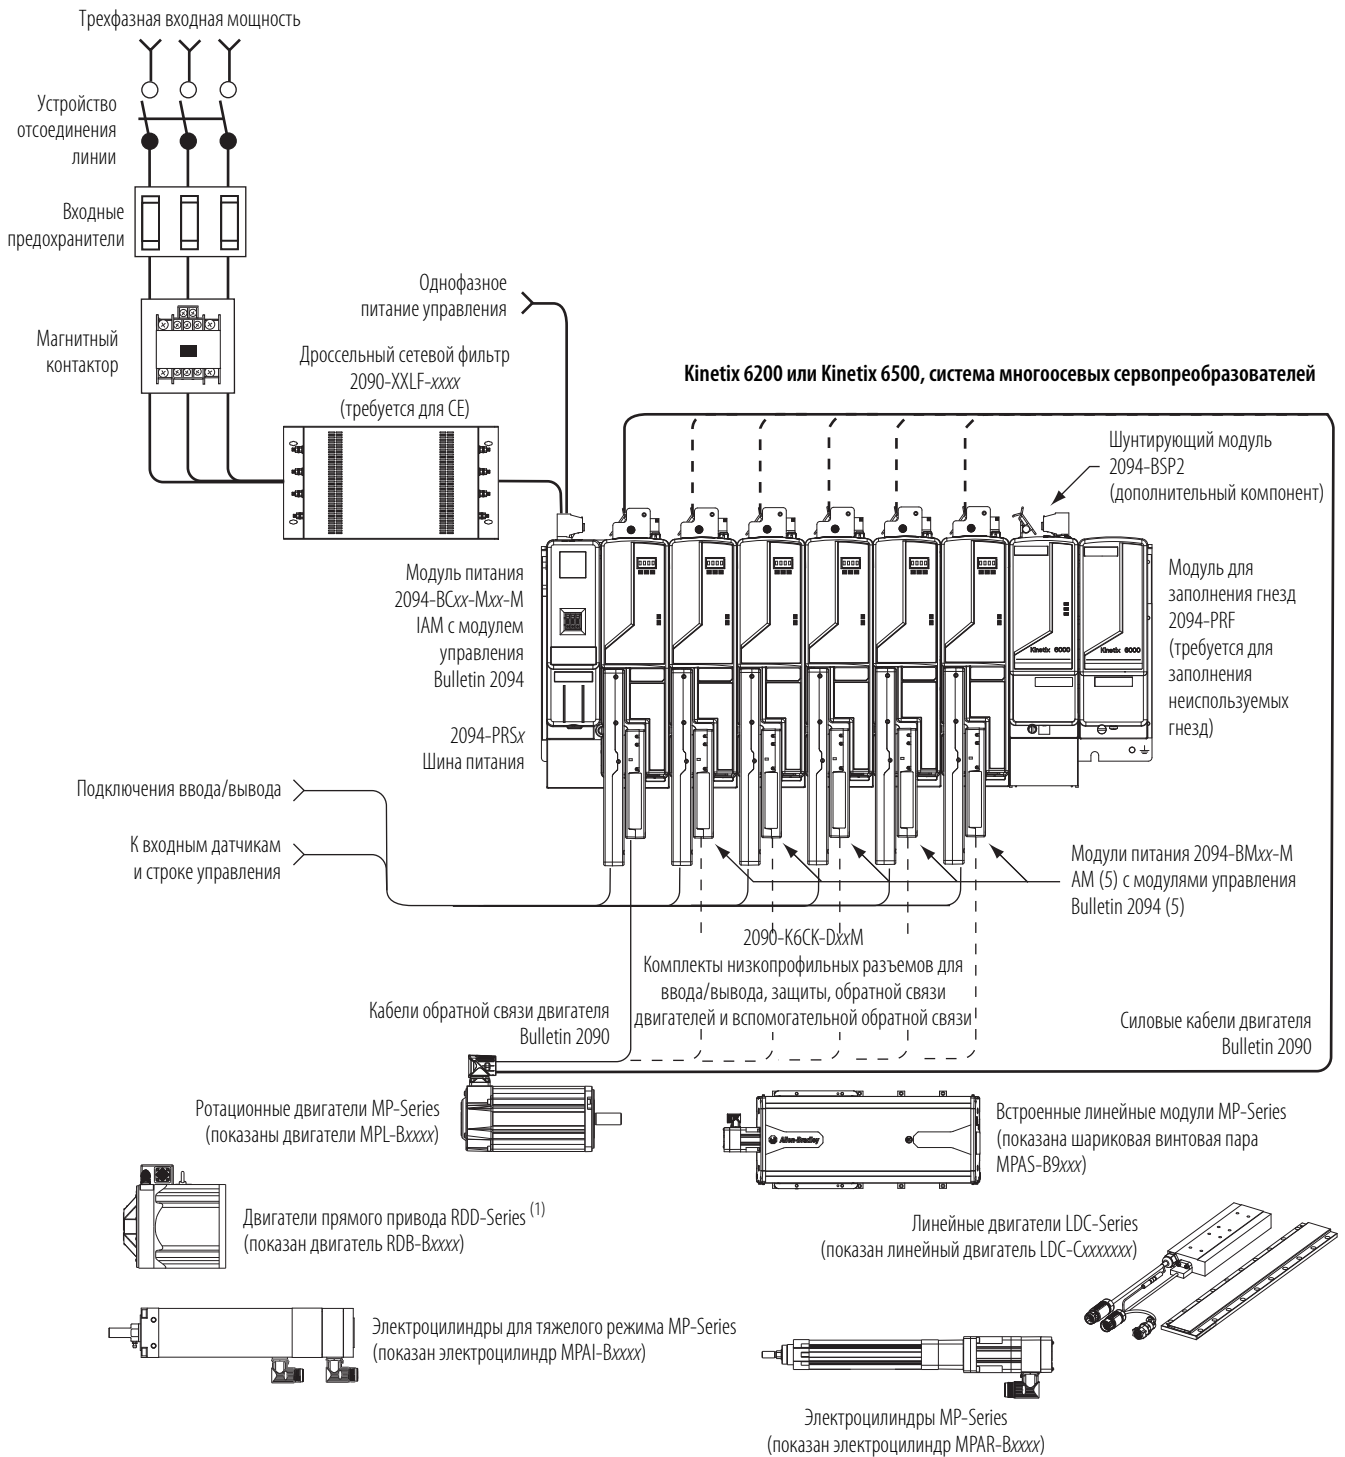 Трехфазная входная мощность
Устройство
отсоединения
линии
Входные
предохранители
Магнитный
контактор
Однофазное
питание управления
Дроссельный сетевой фильтр
2090-XXLF-xxxx
(требуется для CE)
Kinetix 6200 или Kinetix 6500, система многоосевых сервопреобразователей
Шунтирующий модуль
2094-BSP2
(дополнительный компонент)
Модуль питания
2094-BCxx-Mxx-M
IAM с модулем
управления
Bulletin 2094
2094-PRSx
Шина питания
Kinetix 6000
Kinetix 6000
Модуль для
заполнения гнезд
2094-PRF
(требуется для
заполнения
неиспользуемых
гнезд)
Подключения ввода/вывода
К входным датчикам
и строке управления
Модули питания 2094-BMxx-M
AM (5) с модулями управления
Bulletin 2094 (5)
2090-K6CK-DxxM
Комплекты низкопрофильных разъемов для
ввода/вывода, защиты, обратной связи
двигателей и вспомогательной обратной связи
Кабели обратной связи двигателя
Bulletin 2090
Силовые кабели двигателя
Bulletin 2090
Ротационные двигатели MP-Series
(показаны двигатели MPL-Bxxxx)
Allen-Bradley
Встроенные линейные модули MP-Series
(показана шариковая винтовая пара
MPAS-B9xxx)
Двигатели прямого привода RDD-Series (1)
(показан двигатель RDB-Bxxxx)
Линейные двигатели LDC-Series
(показан линейный двигатель LDC-Cxxxxxxx)
Электроцилиндры для тяжелого режима MP-Series
(показан электроцилиндр MPAI-Bxxxx)
Электроцилиндры MP-Series
(показан электроцилиндр MPAR-Bxxxx)